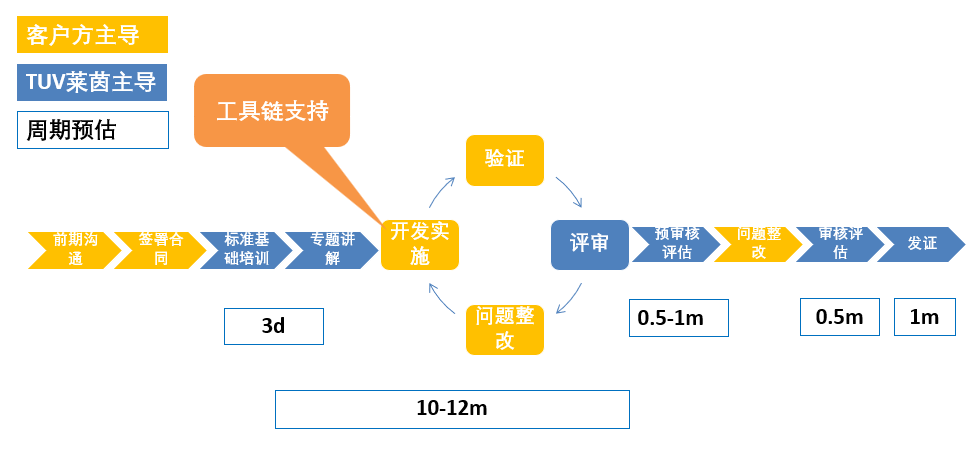 客户方主导
TUV莱茵主导
周期预估
工具链支持
验证
前期沟
通
签署合
同
标准基
础培训
专题讲
解
开发实
施
评审
预审核
评估
问题整
改
审核评
估
发证
问题整
改
3d
0.5-1m
0.5m
1m
10-12m